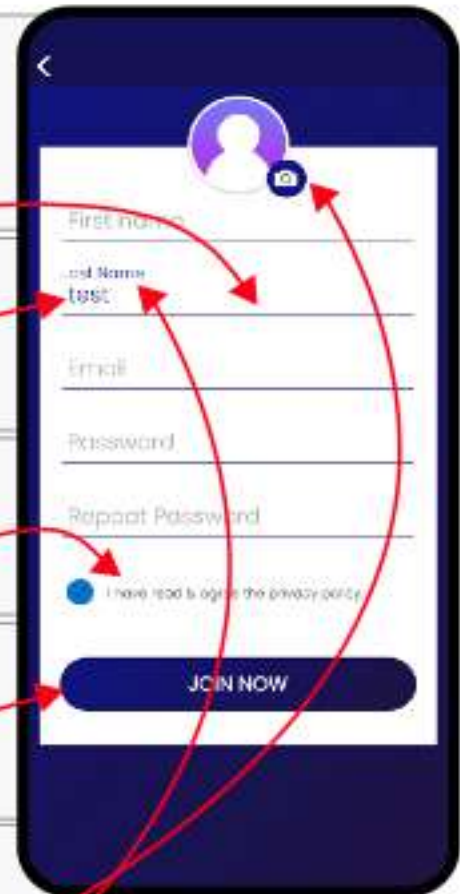 First name
Last Name
test
Email
Password
Repeat Password
I have read & agree the privacy policy
JOIN NOW